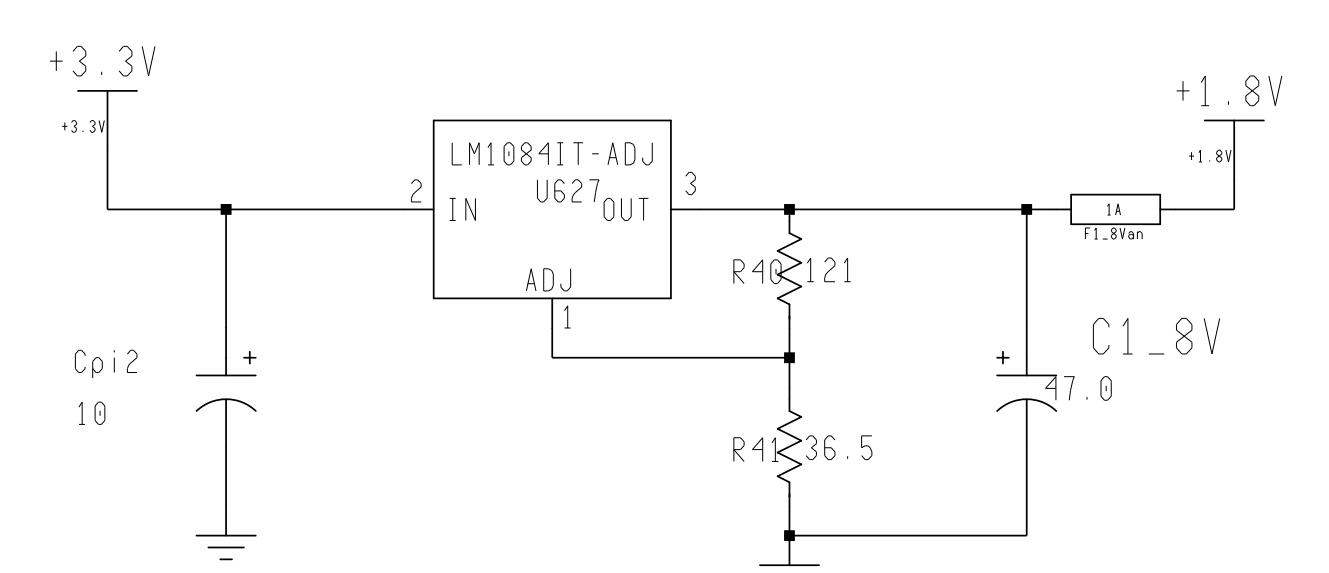 +3.3V
+3.3V
+1.8V
+1.8V
LM1084IT-ADJ
U627
2
IN
OUT
3
ADJ
1
1A
F1_8Van
R40 121
C1_8V
47.0
Cpi2
+
10
+
R41 36.5